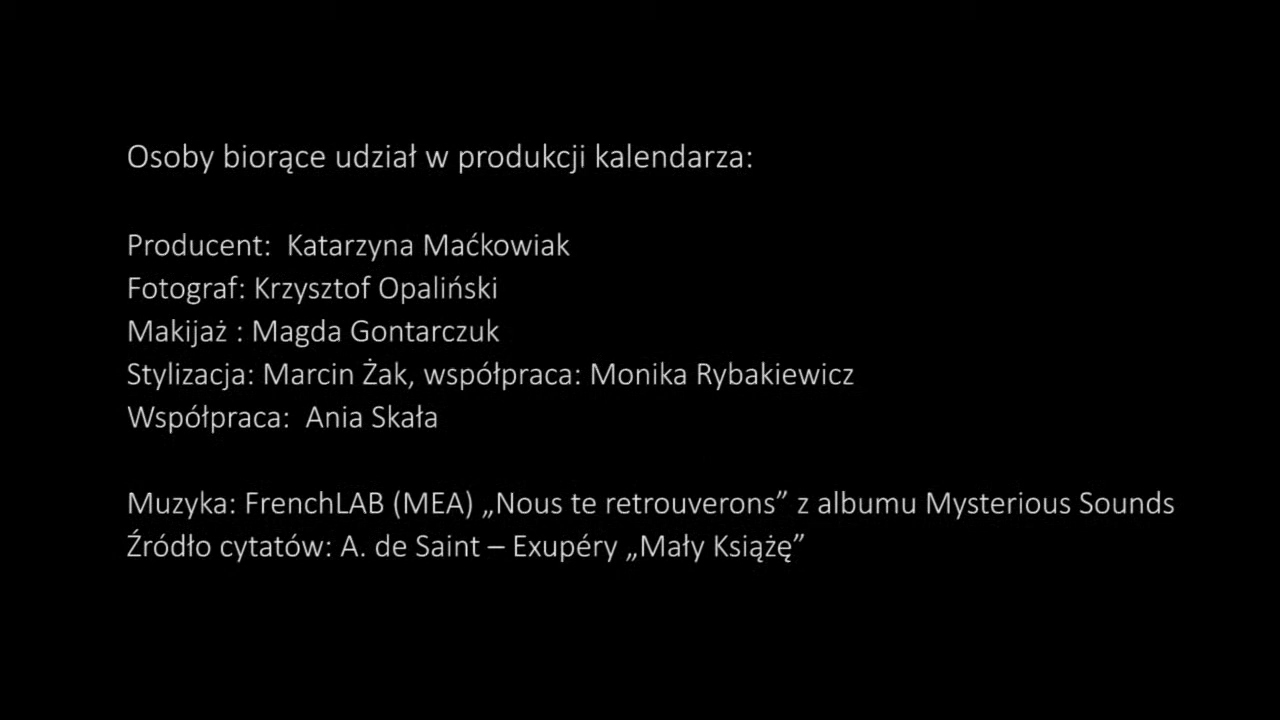 Osoby biorące udział w produkcji kalendarza:
Producent:  Katarzyna Maćkowiak
Fotograf: Krzysztof Opaliński
Makijaż : Magda Gontarczuk
Stylizacja: Marcin Żak, współpraca: Monika Rybakiewicz
Współpraca:  Ania Skała
Muzyka: FrenchLAB (MEA) „Nous te retrouverons” z albumu Mysterious Sounds
Źródło cytatów: A. de Saint – Exupéry „Mały Książę”